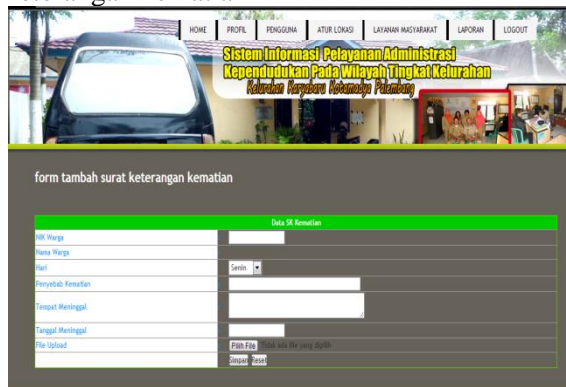 HOME PROFIL PENGGUNA ATUR LOKASI LAYANAN MASYARAKAT LAPORAN LOGOUT
Sistem Informasi Pelayanan Administrasi
Kependudukan Pada Wilayah Tingkat Kelurahan
Kelurahan Karyabaru Kotamadya Palembang
form tambah surat keterangan kematian
Data SK Kematian
NIK Warga
Nama Warga
Hari Senin
Penyebab Kematian
Tempat Meninggal
Tanggal Meninggal
File Upload Pilih File Tidak ada file yang dipilih
Simpan Reset